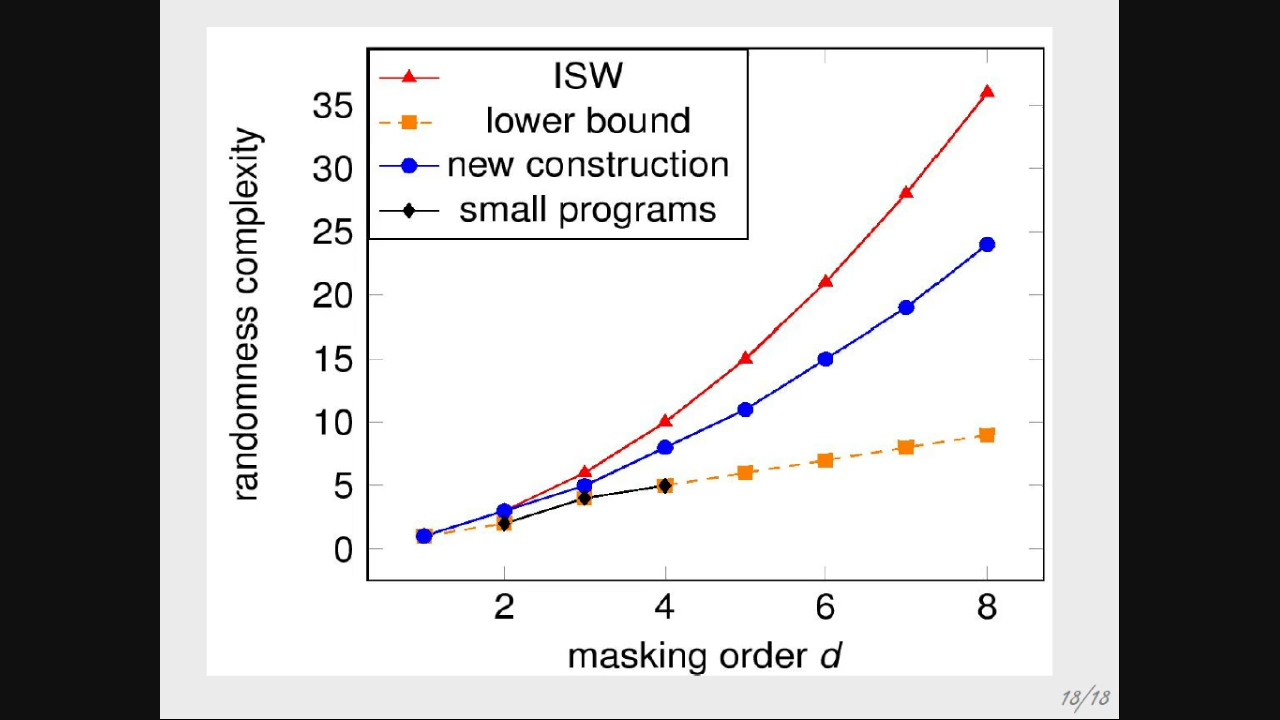 ISW
lower bound
new construction
small programs
randomness complexity
35
30
25
20
15
10
5
0
2 4 6 8
masking order d
18/18